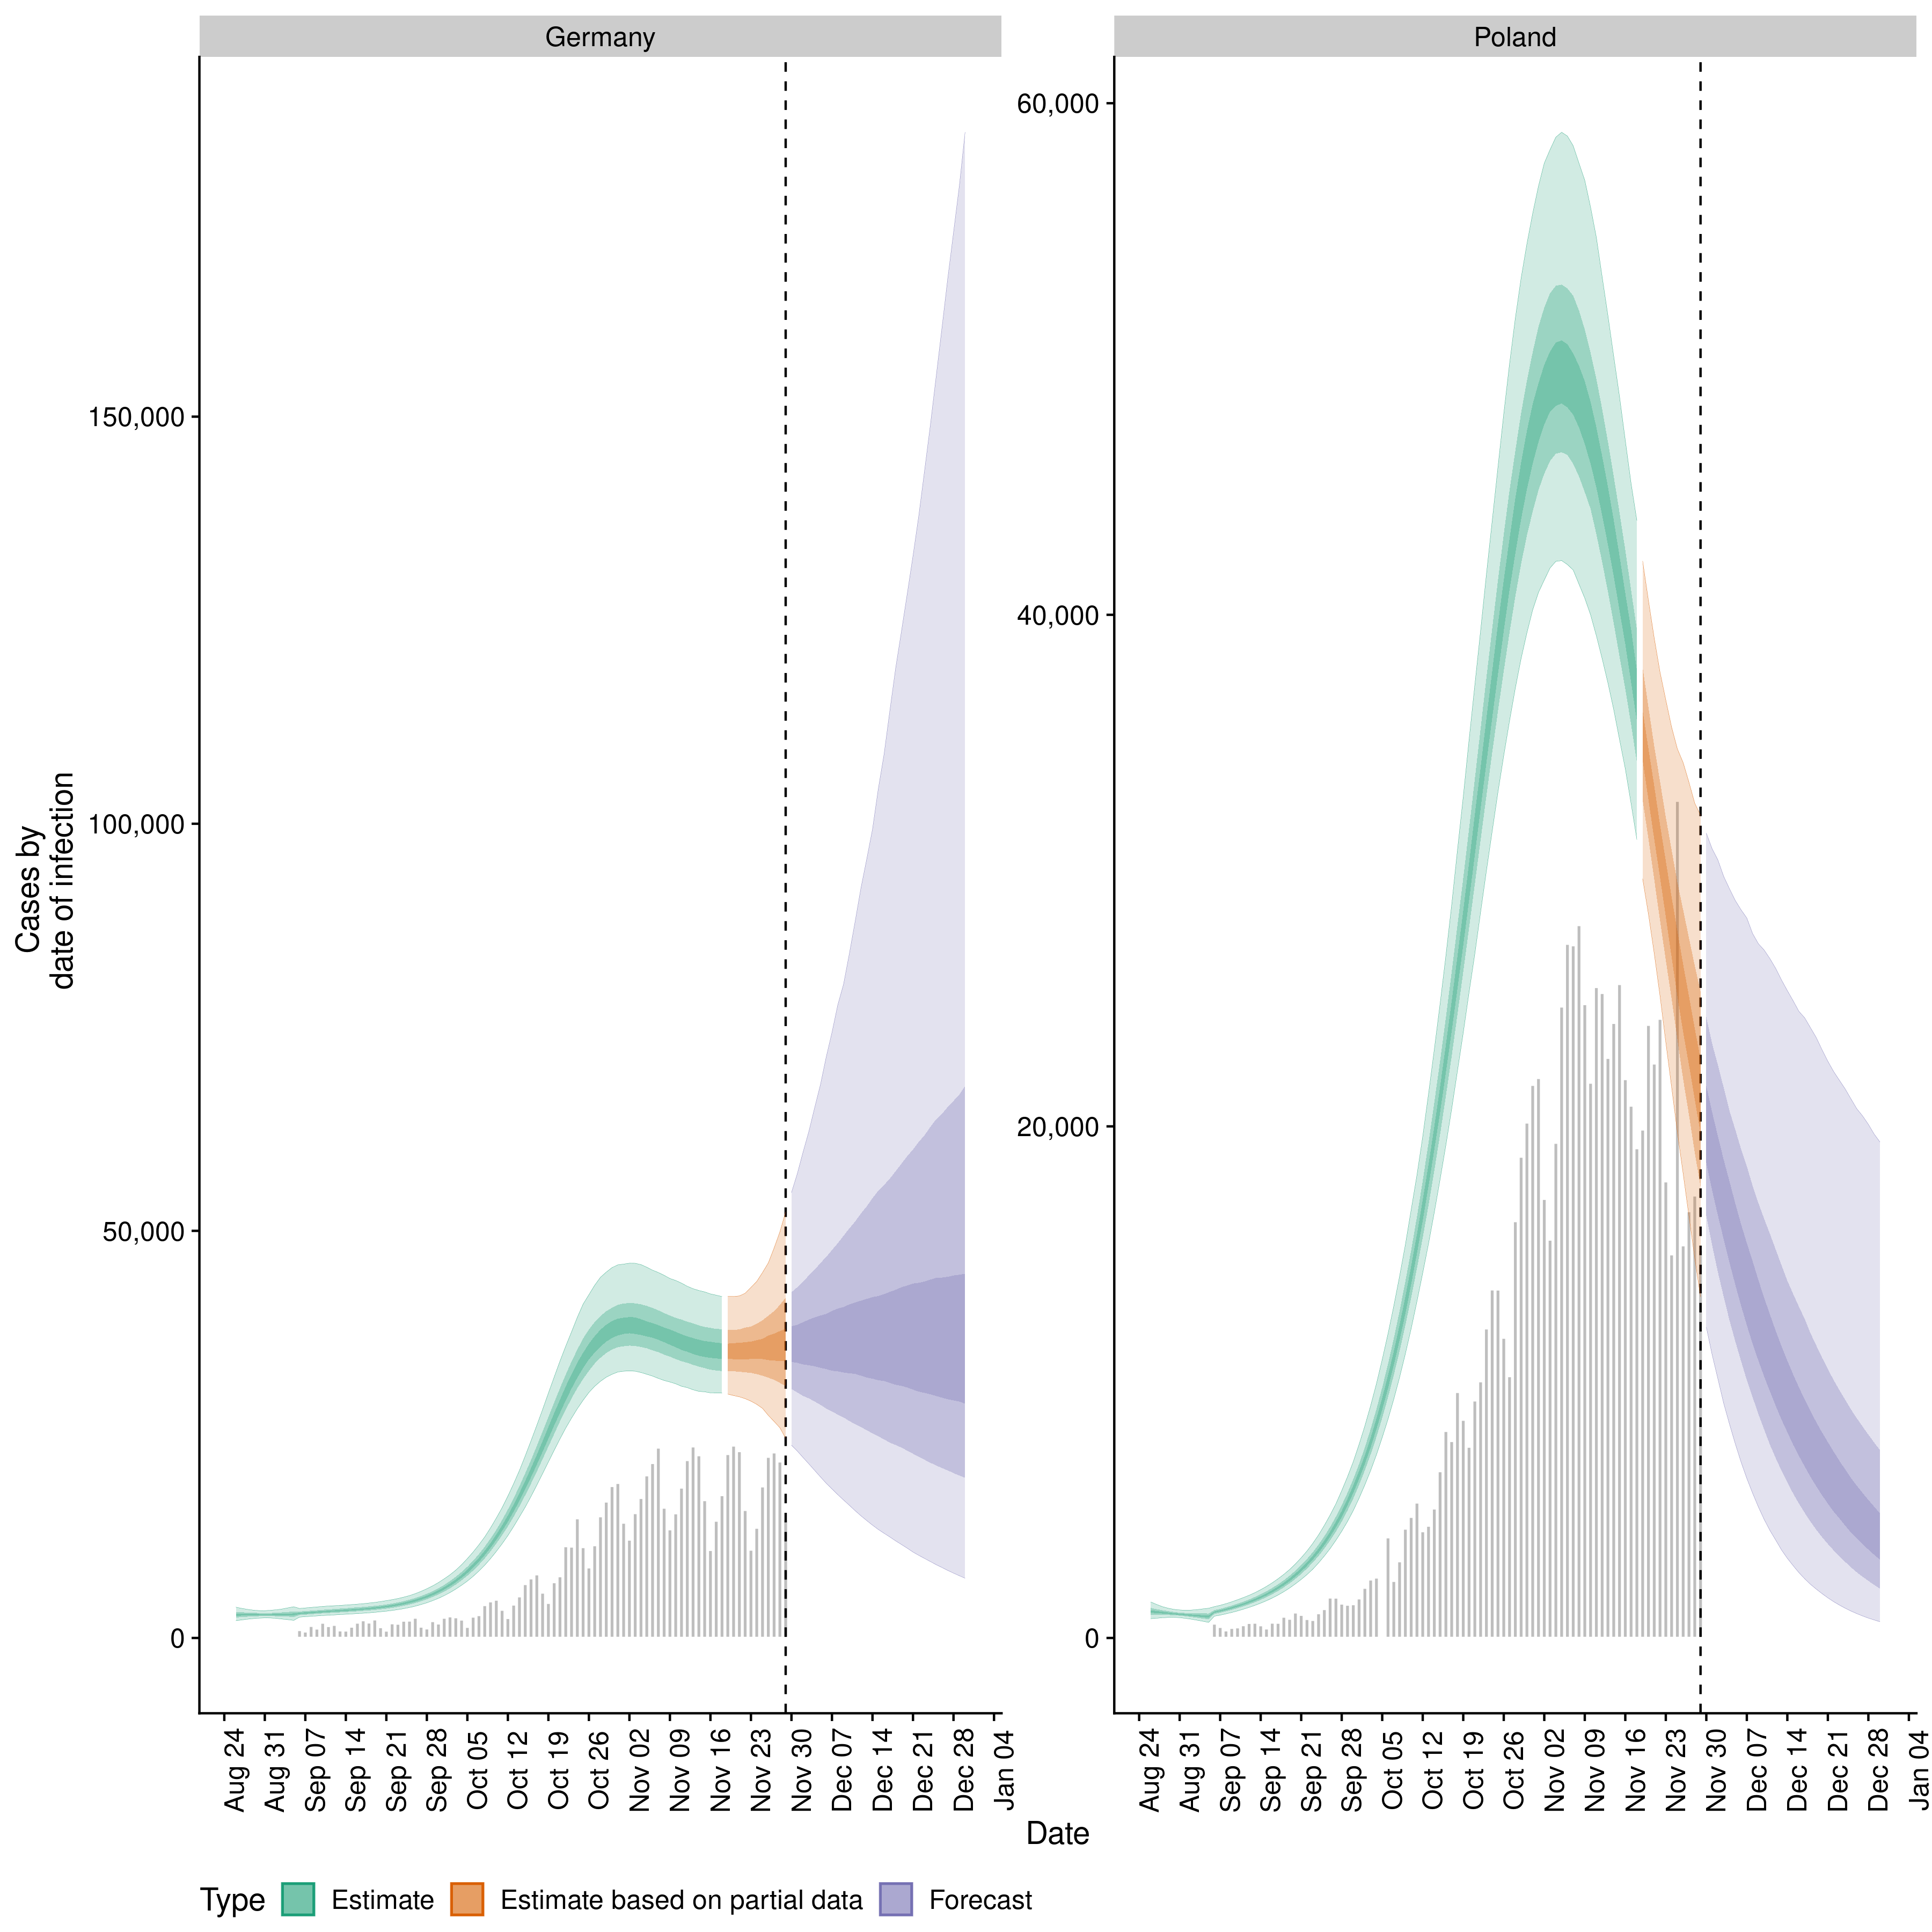 Germany
Poland
Cases by
date of infection
150,000
100,000
50,000
0
60,000
40,000
20,000
0
Aug 24
Aug 31
Sep 07
Sep 14
Sep 21
Sep 28
Oct 05
Oct 12
Oct 19
Oct 26
Nov 02
Nov 09
Nov 16
Nov 23
Nov 30
Dec 07
Dec 14
Dec 21
Dec 28
Jan 04
Aug 24
Aug 31
Sep 07
Sep 14
Sep 21
Sep 28
Oct 05
Oct 12
Oct 19
Oct 26
Nov 02
Nov 09
Nov 16
Nov 23
Nov 30
Dec 07
Dec 14
Dec 21
Dec 28
Jan 04
Date
Type Estimate Estimate based on partial data Forecast